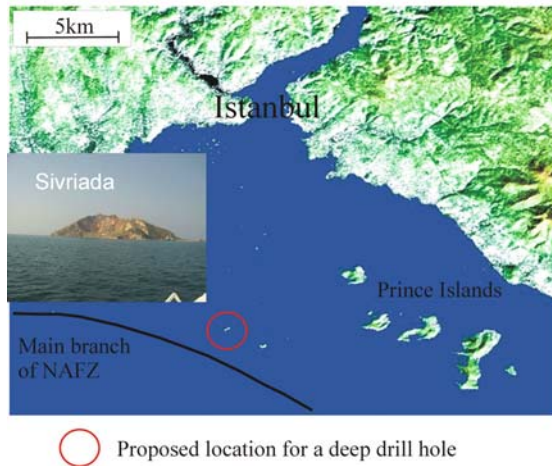 5km
Istanbul
Sivriada
Prince Islands
Main branch
of NAFZ
Proposed location for a deep drill hole